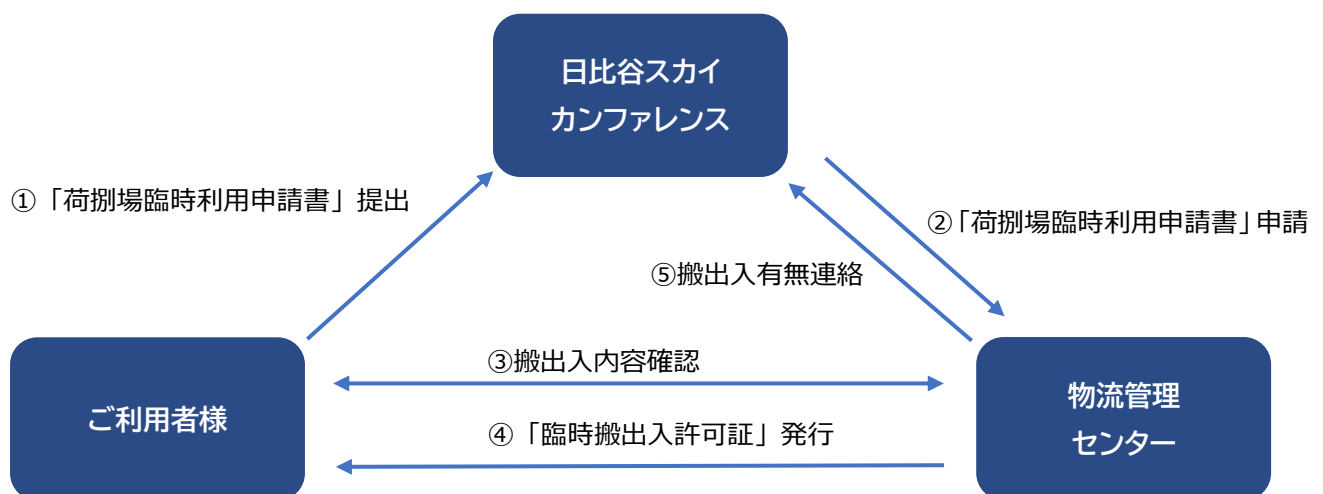 日比谷スカイ
カンファレンス
①「荷捌場臨時利用申請書」提出
②「荷捌場臨時利用申請書」申請
⑤搬出入有無連絡
③搬出入内容確認
ご利用者様
物流管理
センター
④「臨時搬出入許可証」発行